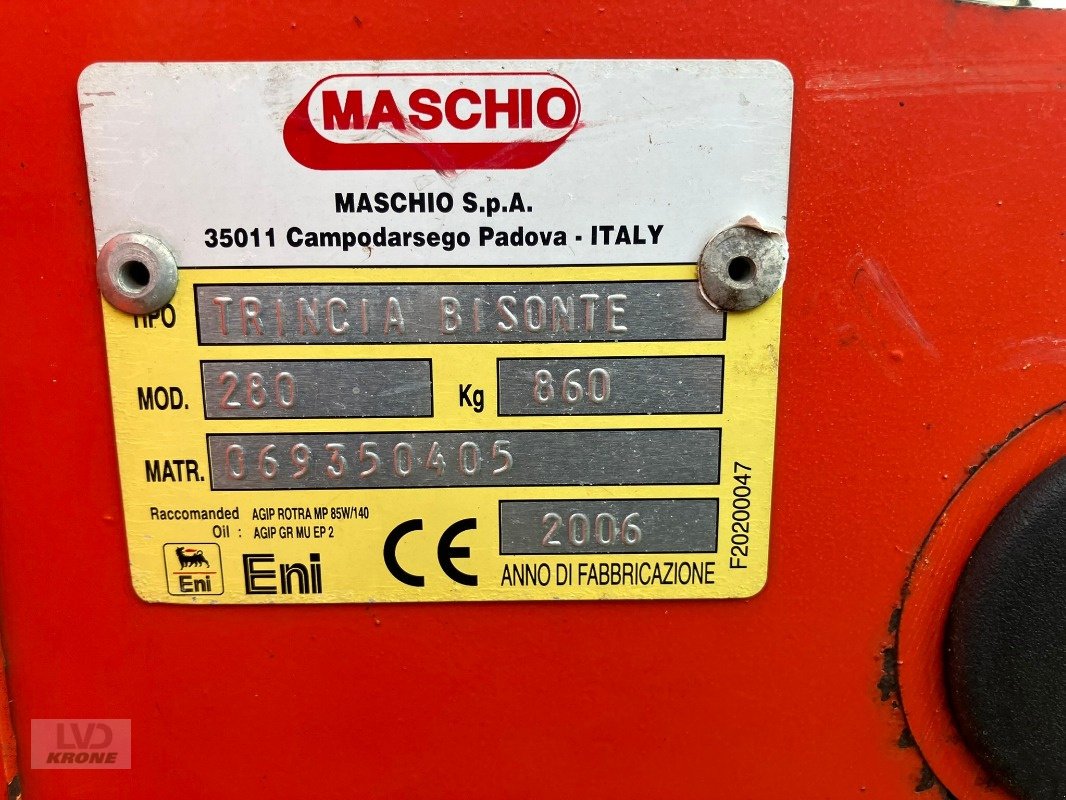 MASCHIO
MASCHIO S.p.A.
35011 Campodarsego Padova - ITALY
TIPO TRINCIA BISONTE
MOD. 280 Kg 860
MATR. 069350405
Raccomanded AGIP ROTRA MP 85W/140
Oil : AGIP GR MU EP 2
CE 2006
Eni Eni ANNO DI FABBRICAZIONE
F20200047
LVD
KRONE